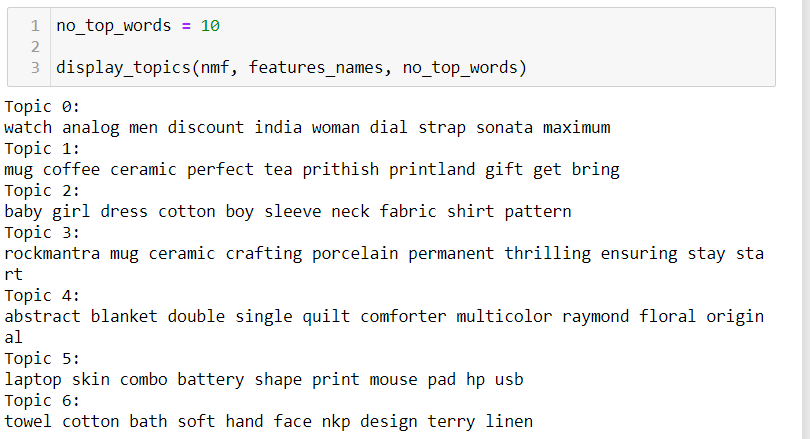 1 no_top_words = 10
2
3 display_topics(nmf, features_names, no_top_words)
Topic 0:
watch analog men discount india woman dial strap sonata maximum
Topic 1:
mug coffee ceramic perfect tea prithish printland gift get bring
Topic 2:
baby girl dress cotton boy sleeve neck fabric shirt pattern
Topic 3:
rockmantra mug ceramic crafting porcelain permanent thrilling ensuring stay sta
rt
Topic 4:
abstract blanket double single quilt comforter multicolor raymond floral origin
al
Topic 5:
laptop skin combo battery shape print mouse pad hp usb
Topic 6:
towel cotton bath soft hand face nkp design terry linen